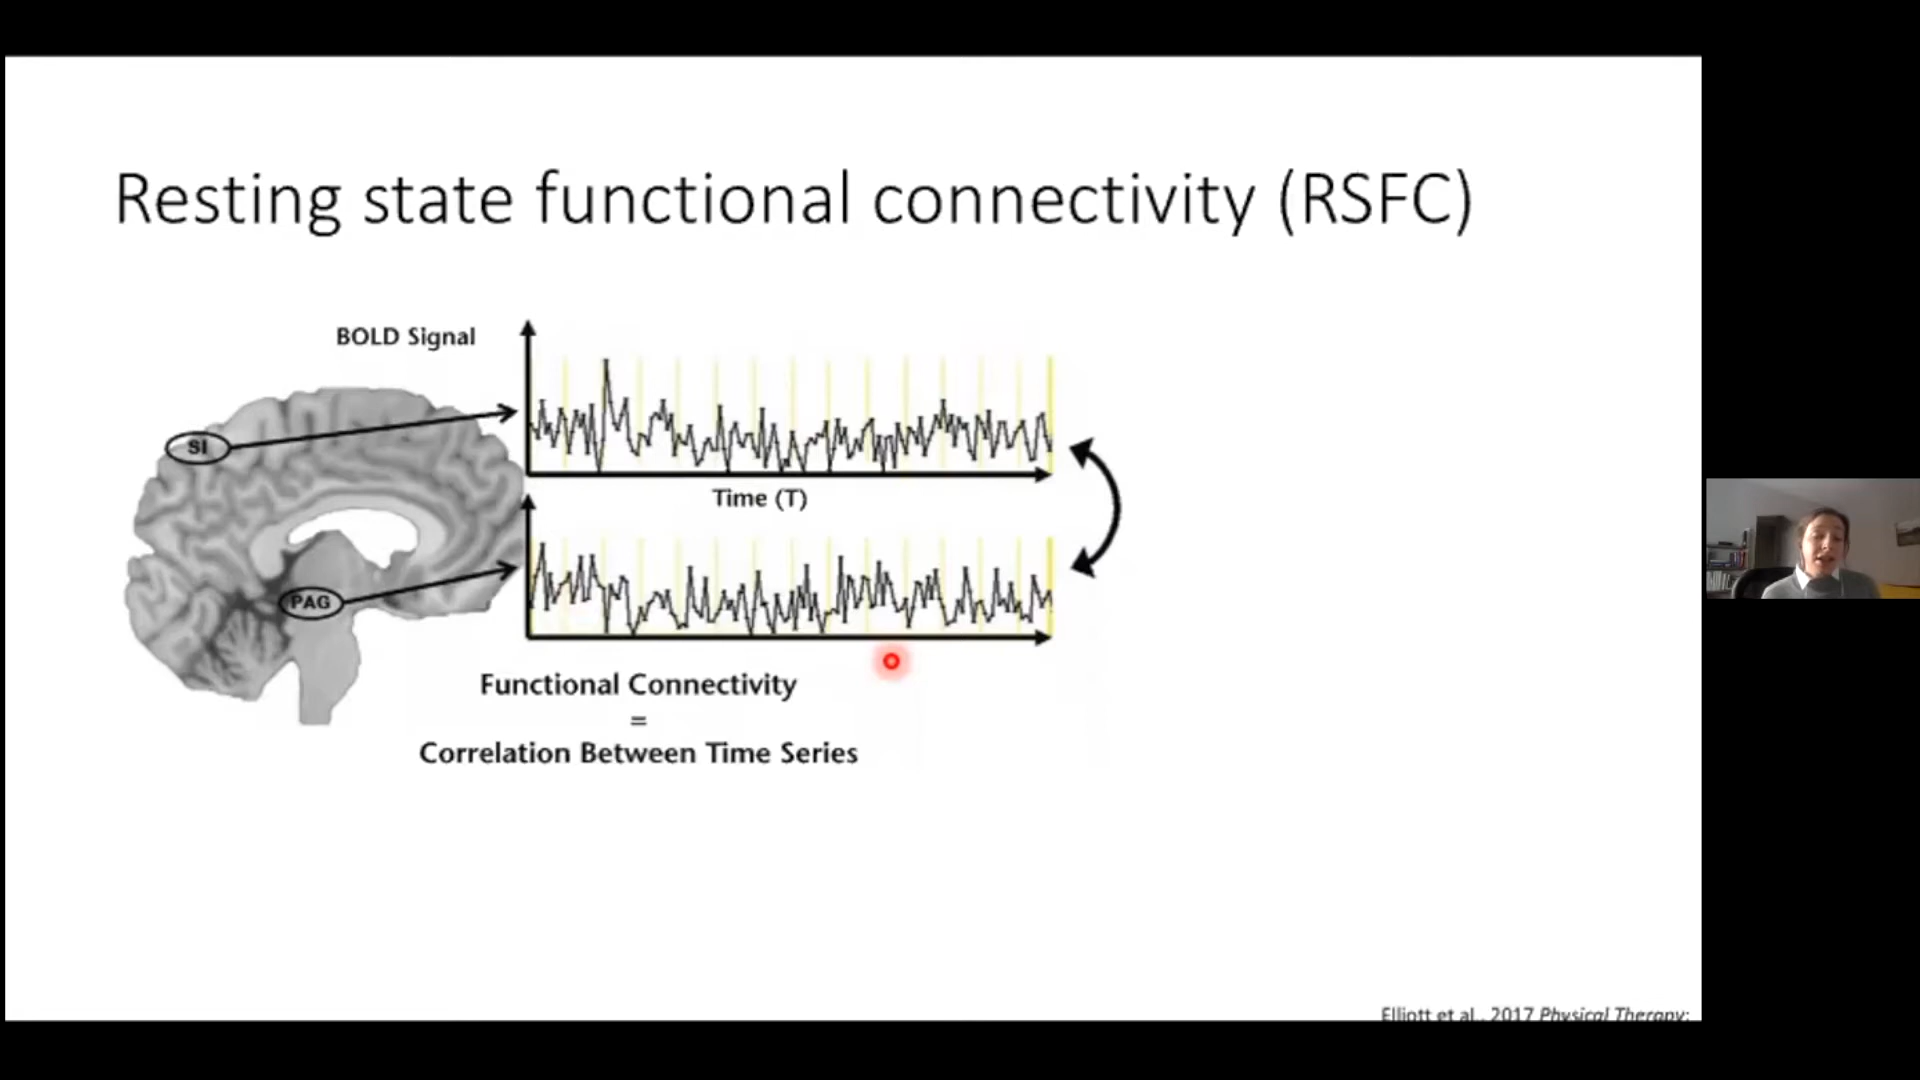 Resting state functional connectivity (RSFC)
BOLD Signal
SI
Time (T)
PAG
Functional Connectivity
=
Correlation Between Time Series
Elliott et al., 2017 Physical Therapy;